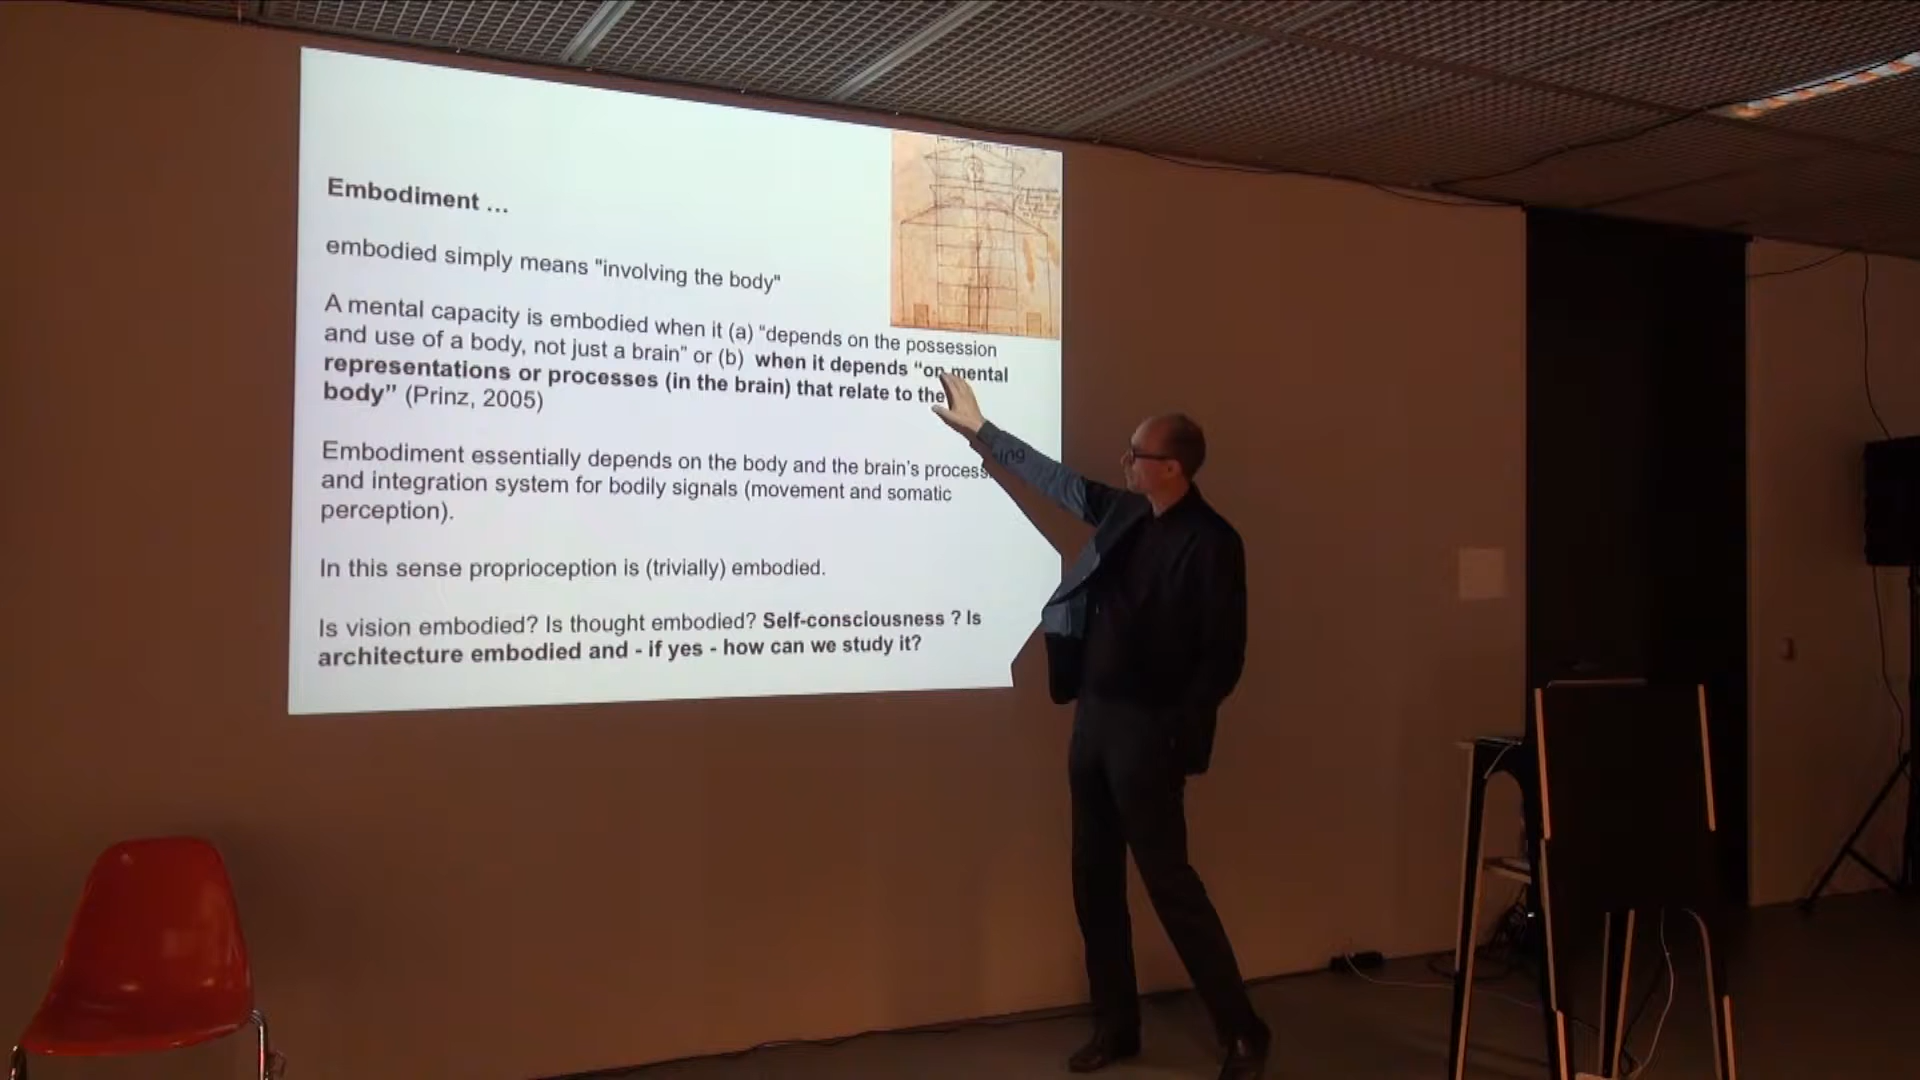 Embodiment ...
embodied simply means "involving the body"
A mental capacity is embodied when it (a) “depends on the possession
and use of a body, not just a brain” or (b) when it depends “on mental
representations or processes (in the brain) that relate to the
body” (Prinz, 2005)
Embodiment essentially depends on the body and the brain’s processing
and integration system for bodily signals (movement and somatic
perception).
In this sense proprioception is (trivially) embodied.
Is vision embodied? Is thought embodied? Self-consciousness ? Is
architecture embodied and - if yes - how can we study it?